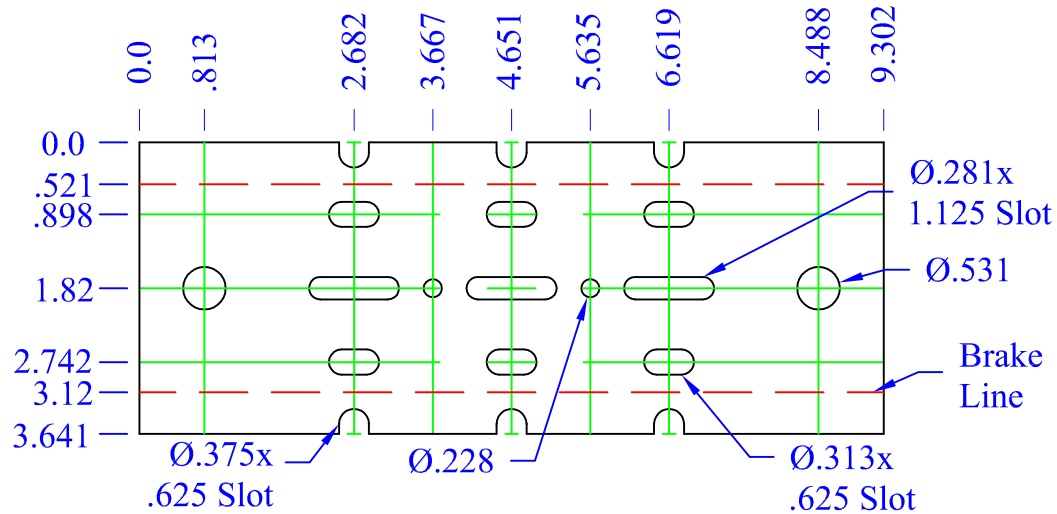 0.0
.813
2.682
3.667
4.651
5.635
6.619
8.488
9.302
0.0
.521
.898
1.82
2.742
3.12
3.641
Ø.281x
1.125 Slot
Ø.531
Brake
Line
Ø.375x
.625 Slot
Ø.228
Ø.313x
.625 Slot